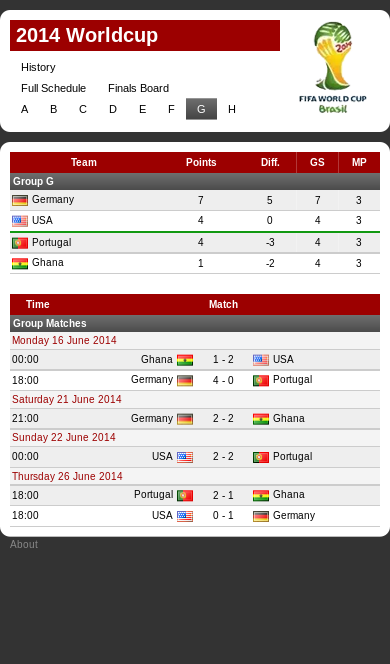 2014 Worldcup
History
Full Schedule Finals Board
A B C D E F G H
FIFA WORLD CUP
Brasil
Team Points Diff. GS MP
Group G
Germany 7 5 7 3
USA 4 0 4 3
Portugal 4 -3 4 3
Ghana 1 -2 4 3
Time Match
Group Matches
Monday 16 June 2014
00:00 Ghana 1 - 2 USA
18:00 Germany 4 - 0 Portugal
Saturday 21 June 2014
21:00 Germany 2 - 2 Ghana
Sunday 22 June 2014
00:00 USA 2 - 2 Portugal
Thursday 26 June 2014
18:00 Portugal 2 - 1 Ghana
18:00 USA 0 - 1 Germany
About